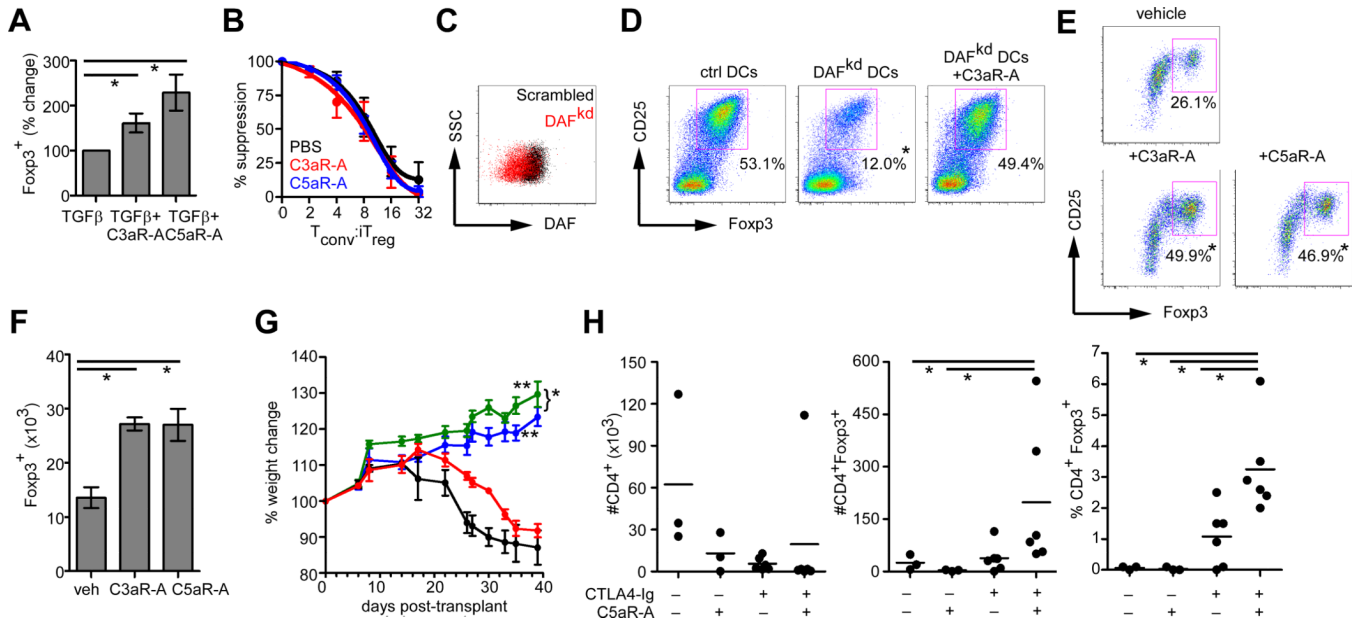 A
Foxp3+ (% change)
300
200
100
0
*
*
TGFβ
TGFβ+
C3aR-A
TGFβ+
C5aR-A
B
% suppression
100
75
50
25
0
PBS
C3aR-A
C5aR-A
0
2
4
8
16
32
Tconv:iTreg
C
SSC
Scrambled
DAFkd
DAF
D
ctrl DCs
DAFkd DCs
DAFkd DCs
+C3aR-A
CD25
53.1%
12.0%*
49.4%
Foxp3
E
vehicle
26.1%
+C3aR-A
+C5aR-A
CD25
49.9%*
46.9%*
Foxp3
F
Foxp3+ (x10³)
40
30
20
10
0
*
*
veh
C3aR-A
C5aR-A
G
% weight change
140
130
120
110
100
90
80
**
}*
**
0
10
20
30
40
days post-transplant
H
#CD4+ (x10³)
150
120
90
60
30
0
#CD4+Foxp3+
600
450
300
150
0
*
*
% CD4+ Foxp3+
7
6
5
4
3
2
1
0
*
*
*
CTLA4-Ig
– – + +
– – + +
– – + +
C5aR-A
– + – +
– + – +
– + – +